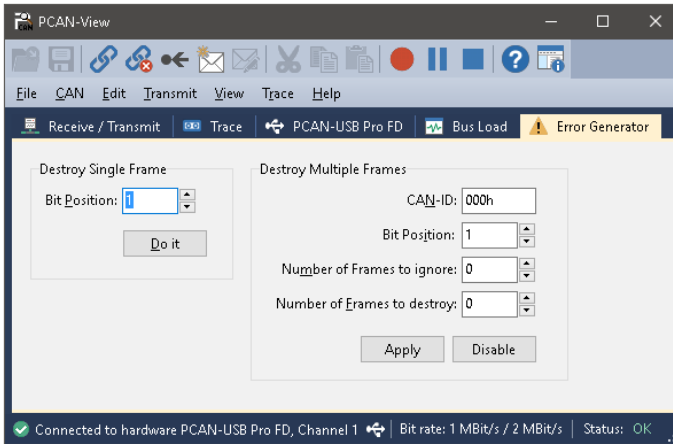 PCAN-View
File CAN Edit Transmit View Trace Help
Receive / Transmit Trace PCAN-USB Pro FD Bus Load Error Generator
Destroy Single Frame
Bit Position: 1
Do it
Destroy Multiple Frames
CAN-ID: 000h
Bit Position: 1
Number of Frames to ignore: 0
Number of Frames to destroy: 0
Apply Disable
Connected to hardware PCAN-USB Pro FD, Channel 1 Bit rate: 1 MBit/s / 2 MBit/s Status: OK